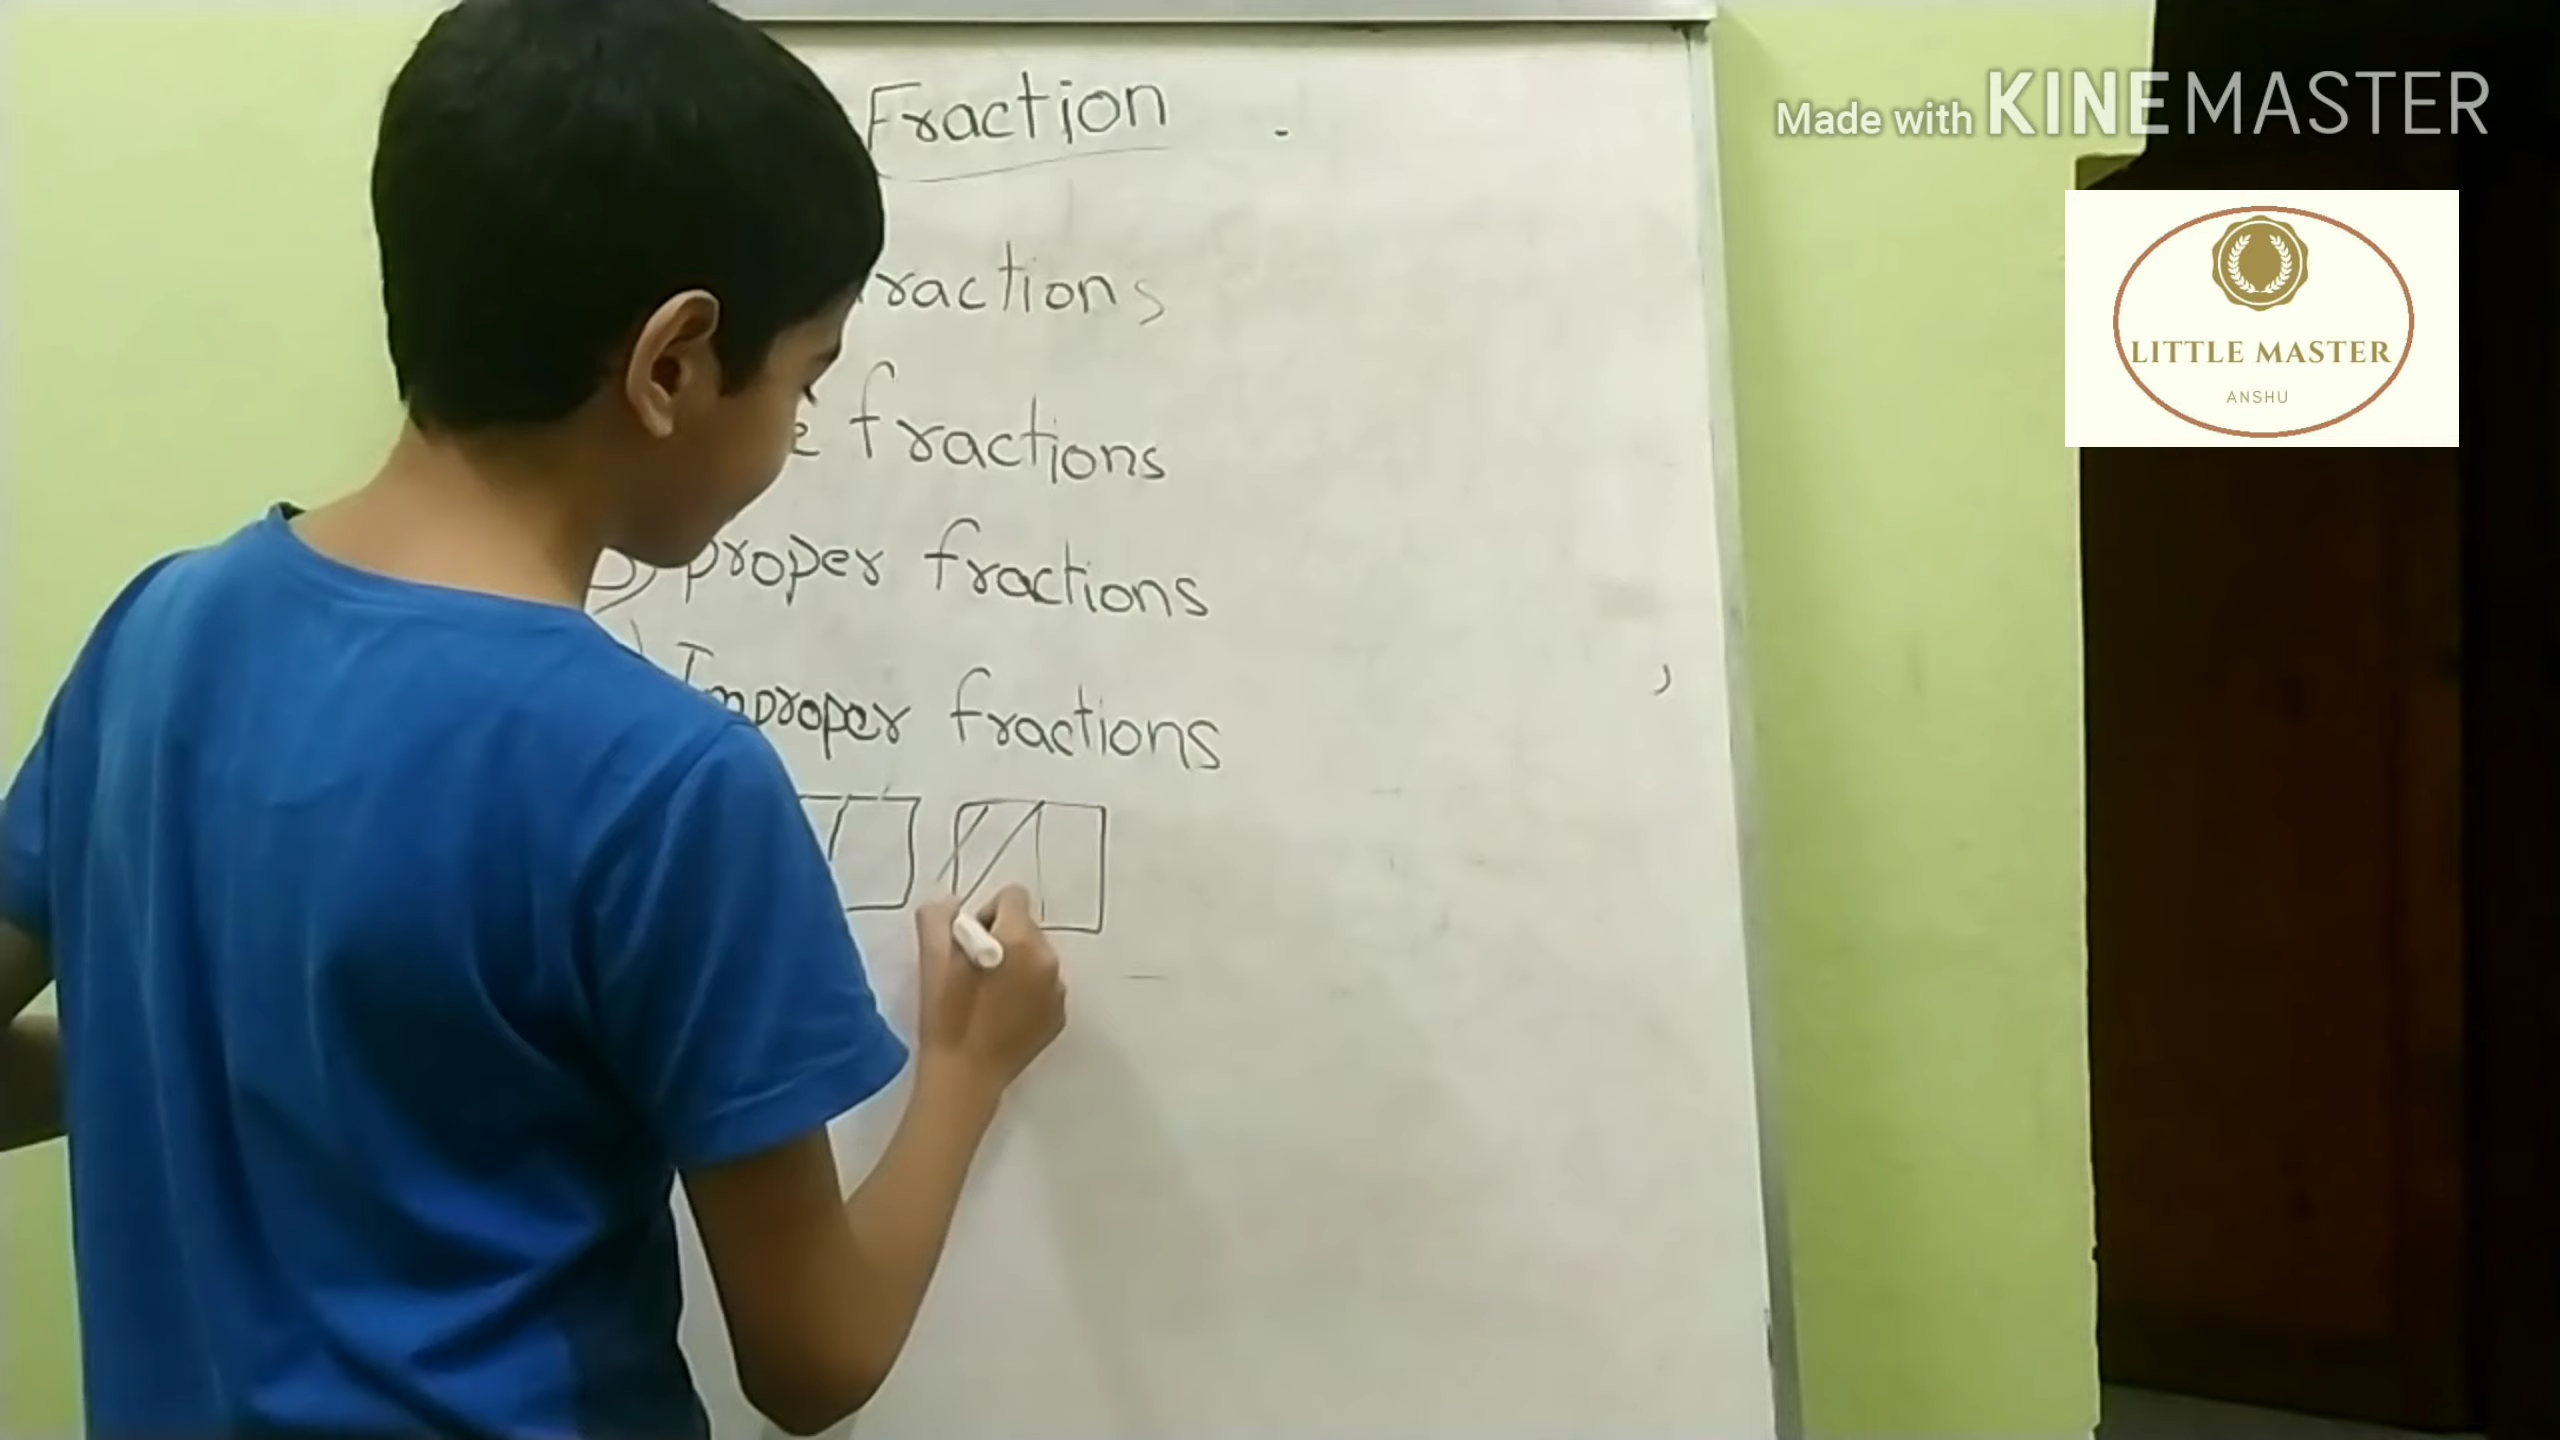 Fraction
Made with KINEMASTER
ractions
LITTLE MASTER
ANSHU
e fractions
proper fractions
Improper fractions